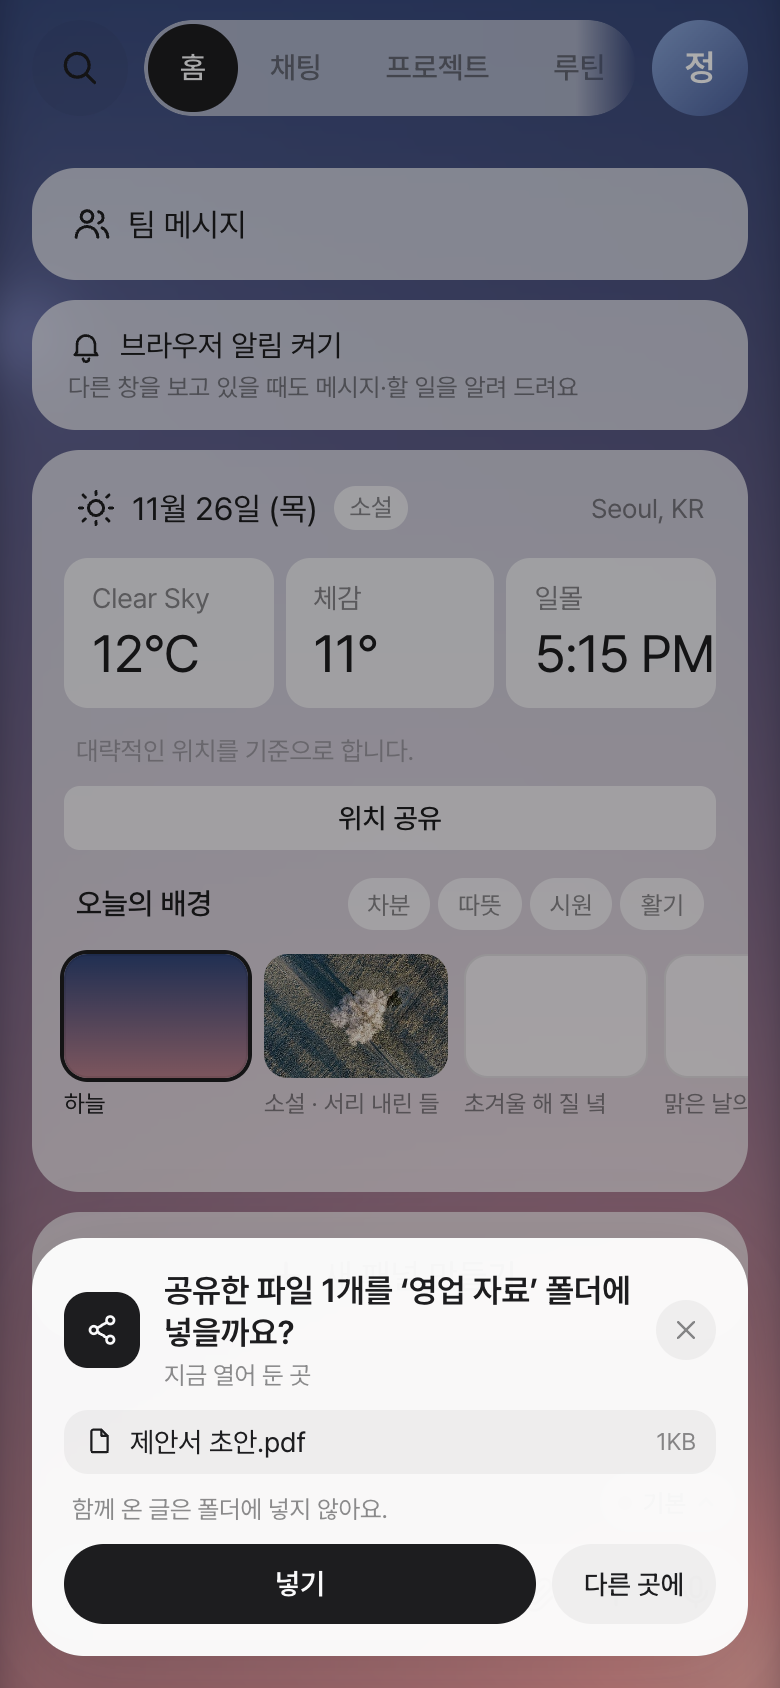 홈 채팅 프로젝트 루틴 정
팀 메시지
브라우저 알림 켜기
다른 창을 보고 있을 때도 메시지·할 일을 알려 드려요
11월 26일 (목) 소설 Seoul, KR
Clear Sky 체감 일몰
12°C 11° 5:15 PM
대략적인 위치를 기준으로 합니다.
위치 공유
오늘의 배경 차분 따뜻 시원 활기
하늘 소설 · 서리 내린 들 초겨울 해 질 녘 맑은 날의
공유한 파일 1개를 ‘영업 자료’ 폴더에
넣을까요?
지금 열어 둔 곳
제안서 초안.pdf 1KB
함께 온 글은 폴더에 넣지 않아요.
넣기 다른 곳에